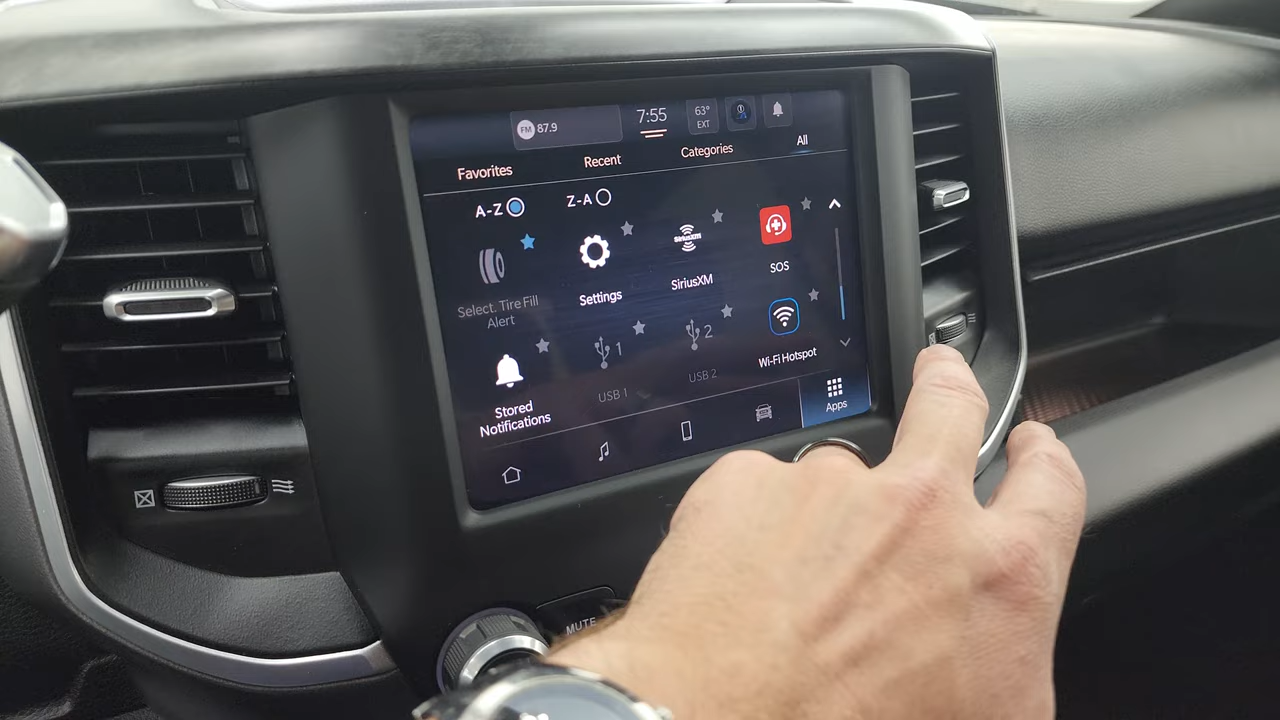 FM 87.9
7:55
63°
EXT
Favorites
Recent
Categories
All
A-Z
Z-A
Select. Tire Fill
Alert
Settings
SiriusXM
SiriusXM
SOS
Stored
Notifications
1
USB 1
2
USB 2
Wi-Fi Hotspot
Apps
MUTE